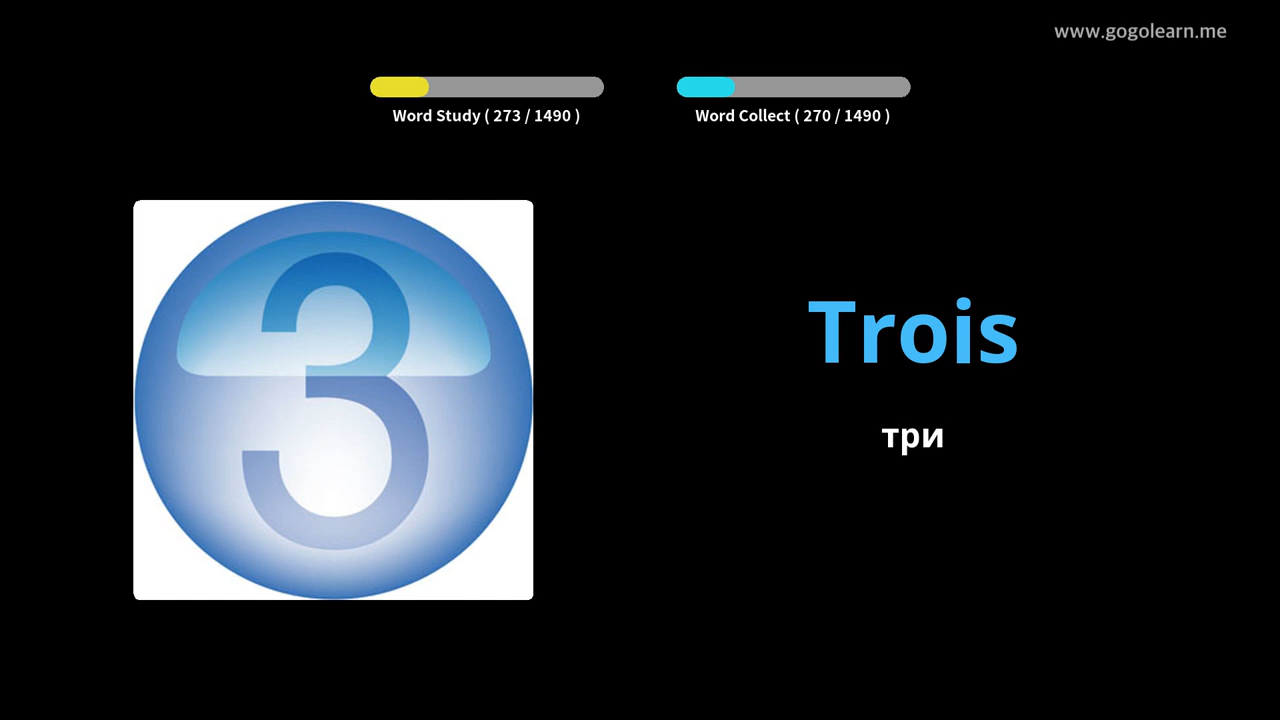 www.gogolearn.me
Word Study ( 273 / 1490 )
Word Collect ( 270 / 1490 )
3
Trois
три